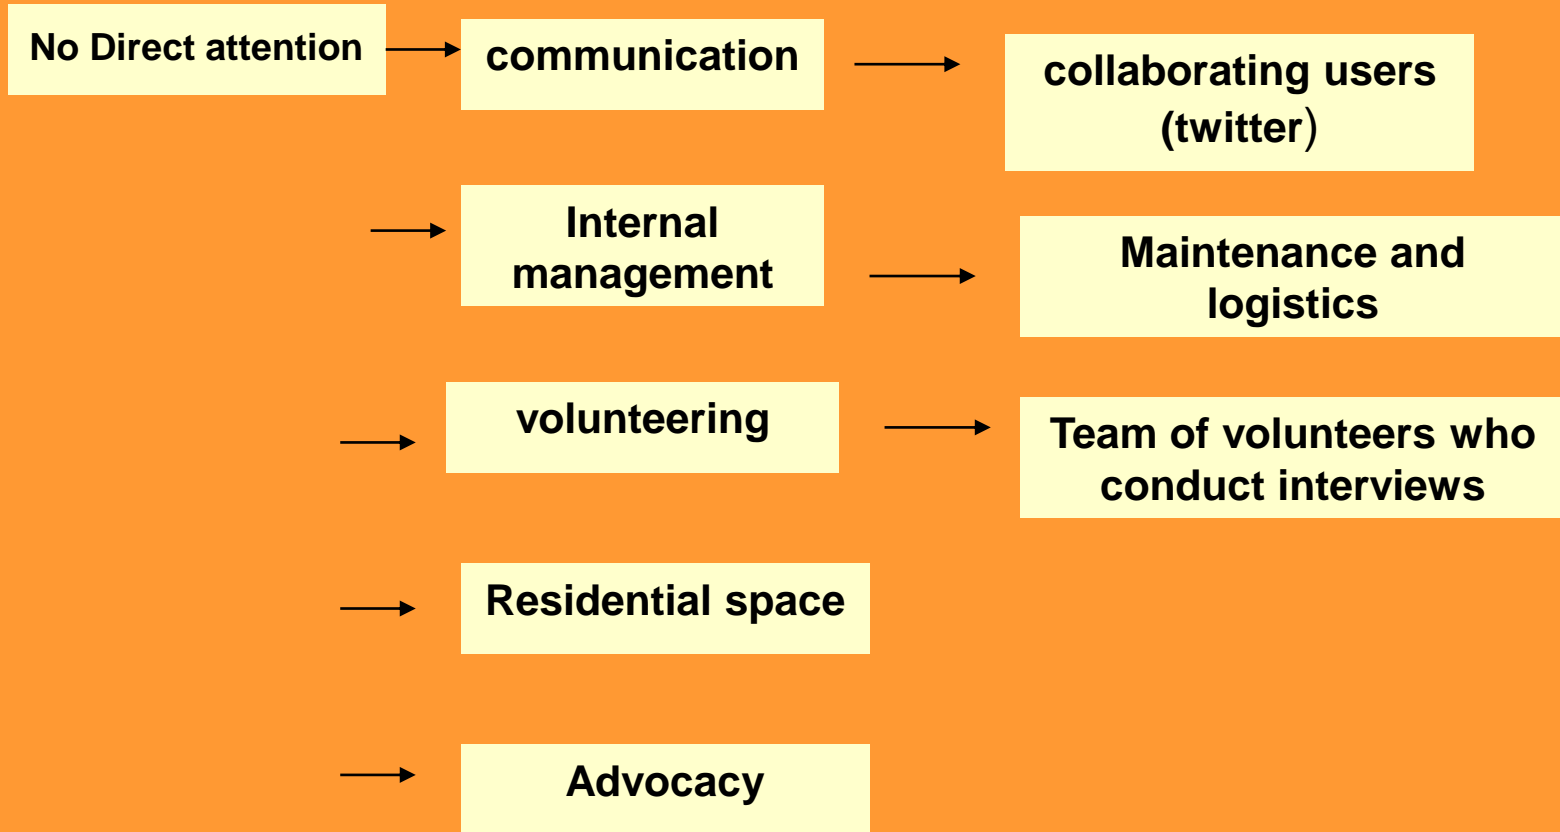 No Direct attention
communication
collaborating users
(twitter)
Internal
management
Maintenance and
logistics
volunteering
Team of volunteers who
conduct interviews
Residential space
Advocacy